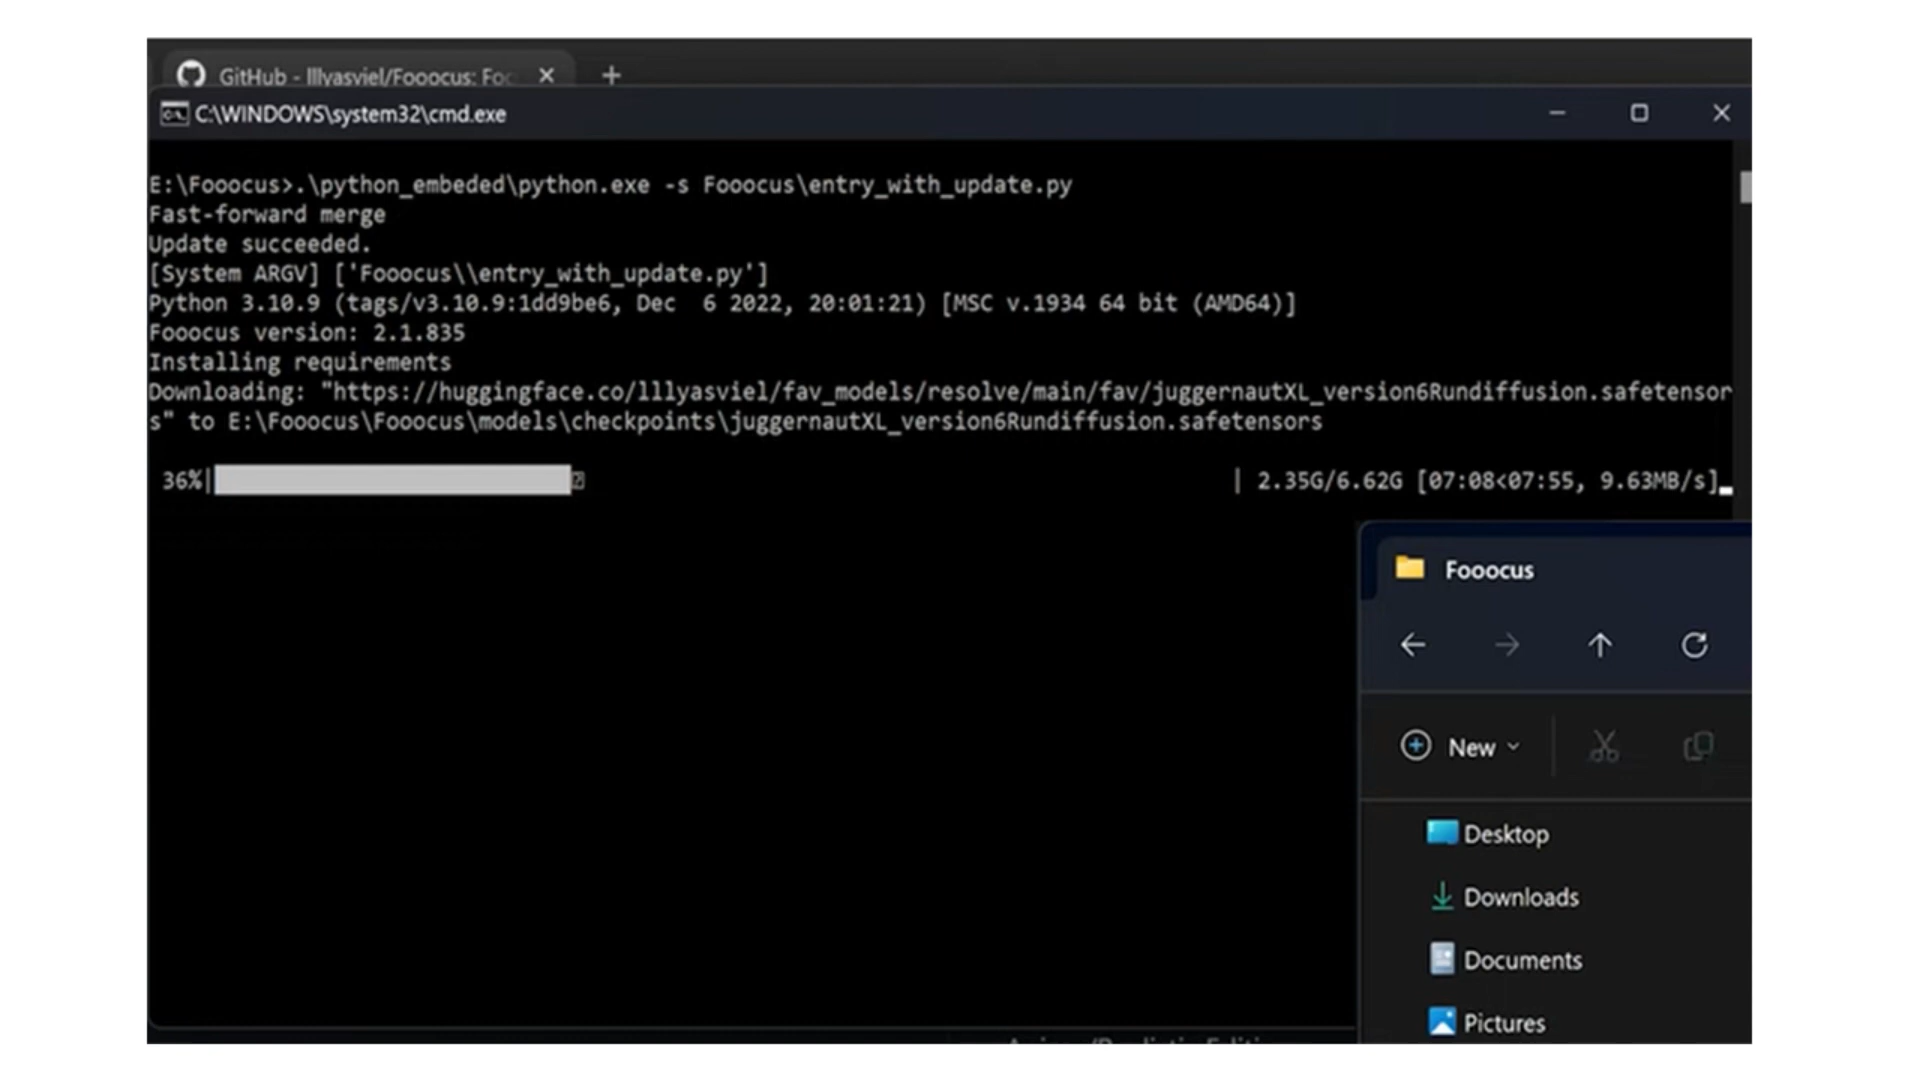 GitHub - lllyasviel/Fooocus: Foo
C:\WINDOWS\system32\cmd.exe
E:\Fooocus>.\python_embeded\python.exe -s Fooocus\entry_with_update.py
Fast-forward merge
Update succeeded.
[System ARGV] ['Fooocus\\entry_with_update.py']
Python 3.10.9 (tags/v3.10.9:1dd9be6, Dec  6 2022, 20:01:21) [MSC v.1934 64 bit (AMD64)]
Fooocus version: 2.1.835
Installing requirements
Downloading: "https://huggingface.co/lllyasviel/fav_models/resolve/main/fav/juggernautXL_version6Rundiffusion.safetensor
s" to E:\Fooocus\Fooocus\models\checkpoints\juggernautXL_version6Rundiffusion.safetensors
36%| | 2.35G/6.62G [07:08<07:55, 9.63MB/s]
Fooocus
New
Desktop
Downloads
Documents
Pictures